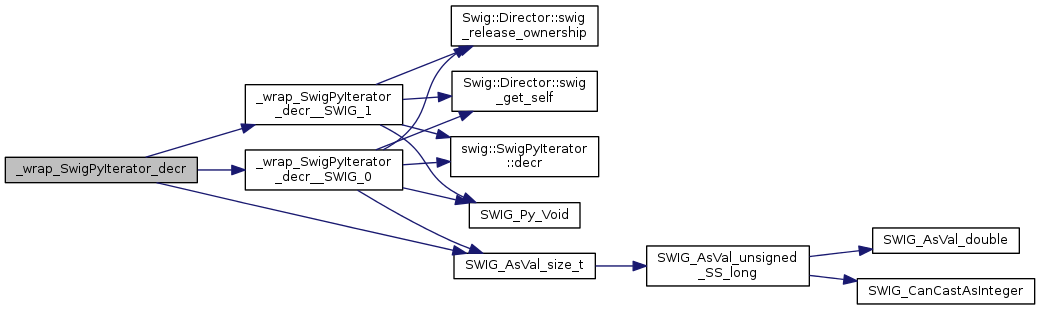 _wrap_SwigPyIterator_decr
_wrap_SwigPyIterator
_decr__SWIG_1
_wrap_SwigPyIterator
_decr__SWIG_0
Swig::Director::swig
_release_ownership
Swig::Director::swig
_get_self
swig::SwigPyIterator
::decr
SWIG_Py_Void
SWIG_AsVal_size_t
SWIG_AsVal_unsigned
_SS_long
SWIG_AsVal_double
SWIG_CanCastAsInteger